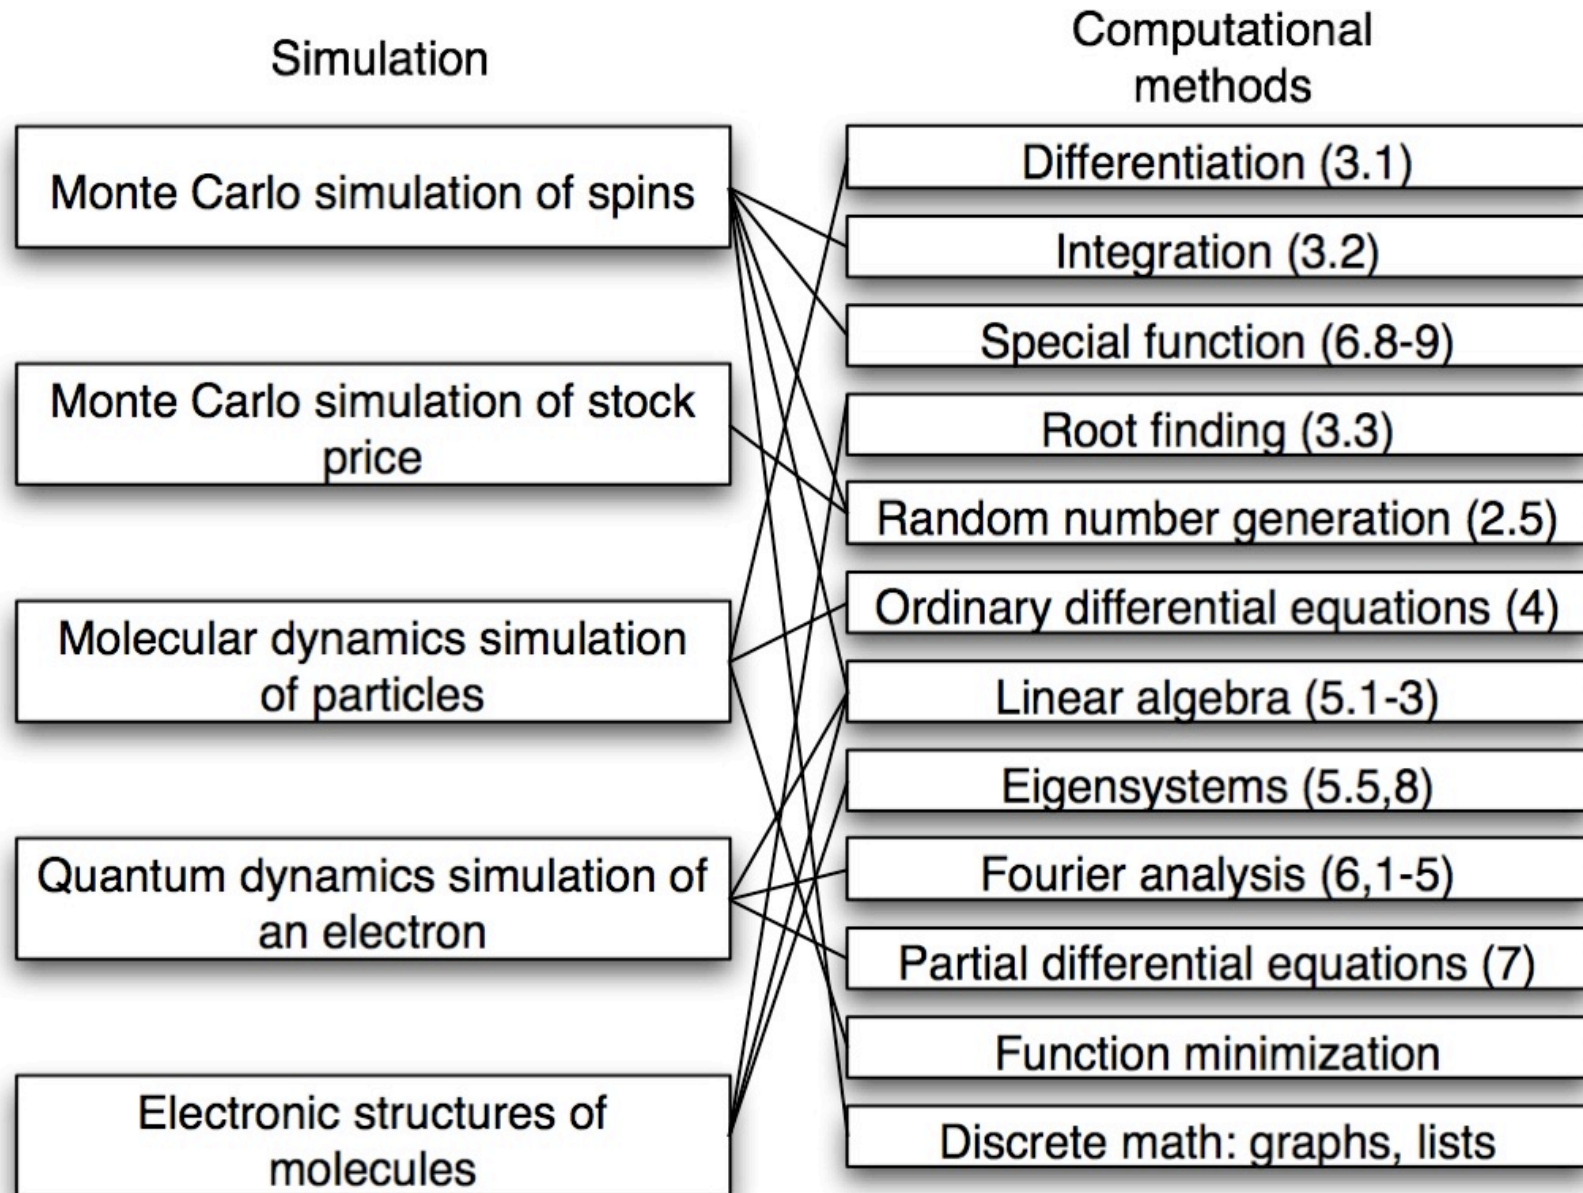 Simulation
Computational
methods
Monte Carlo simulation of spins
Monte Carlo simulation of stock
price
Molecular dynamics simulation
of particles
Quantum dynamics simulation of
an electron
Electronic structures of
molecules
Differentiation (3.1)
Integration (3.2)
Special function (6.8-9)
Root finding (3.3)
Random number generation (2.5)
Ordinary differential equations (4)
Linear algebra (5.1-3)
Eigensystems (5.5,8)
Fourier analysis (6,1-5)
Partial differential equations (7)
Function minimization
Discrete math: graphs, lists